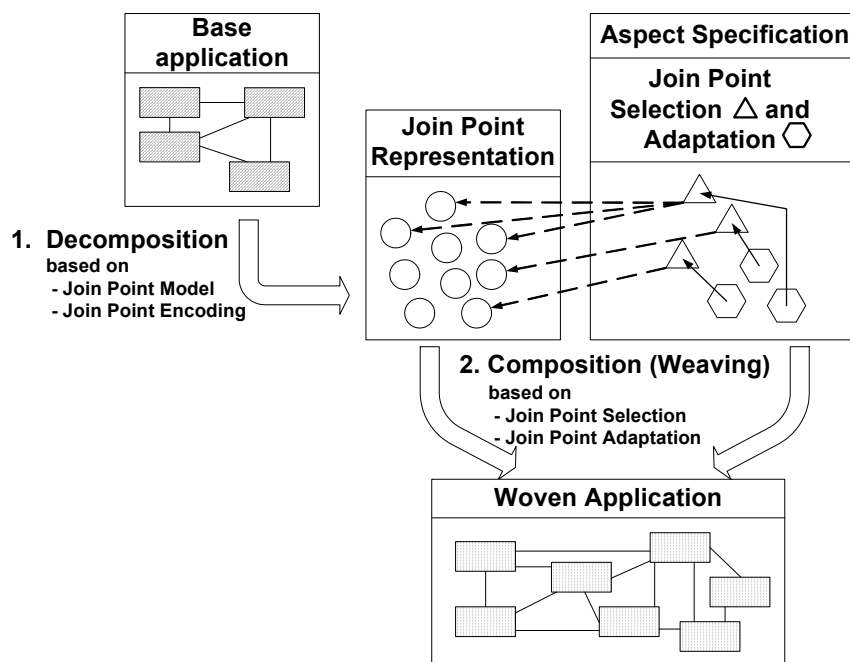 Base
application
Aspect Specification
Join Point
Selection and
Adaptation
Join Point
Representation
1. Decomposition
based on
- Join Point Model
- Join Point Encoding
2. Composition (Weaving)
based on
- Join Point Selection
- Join Point Adaptation
Woven Application